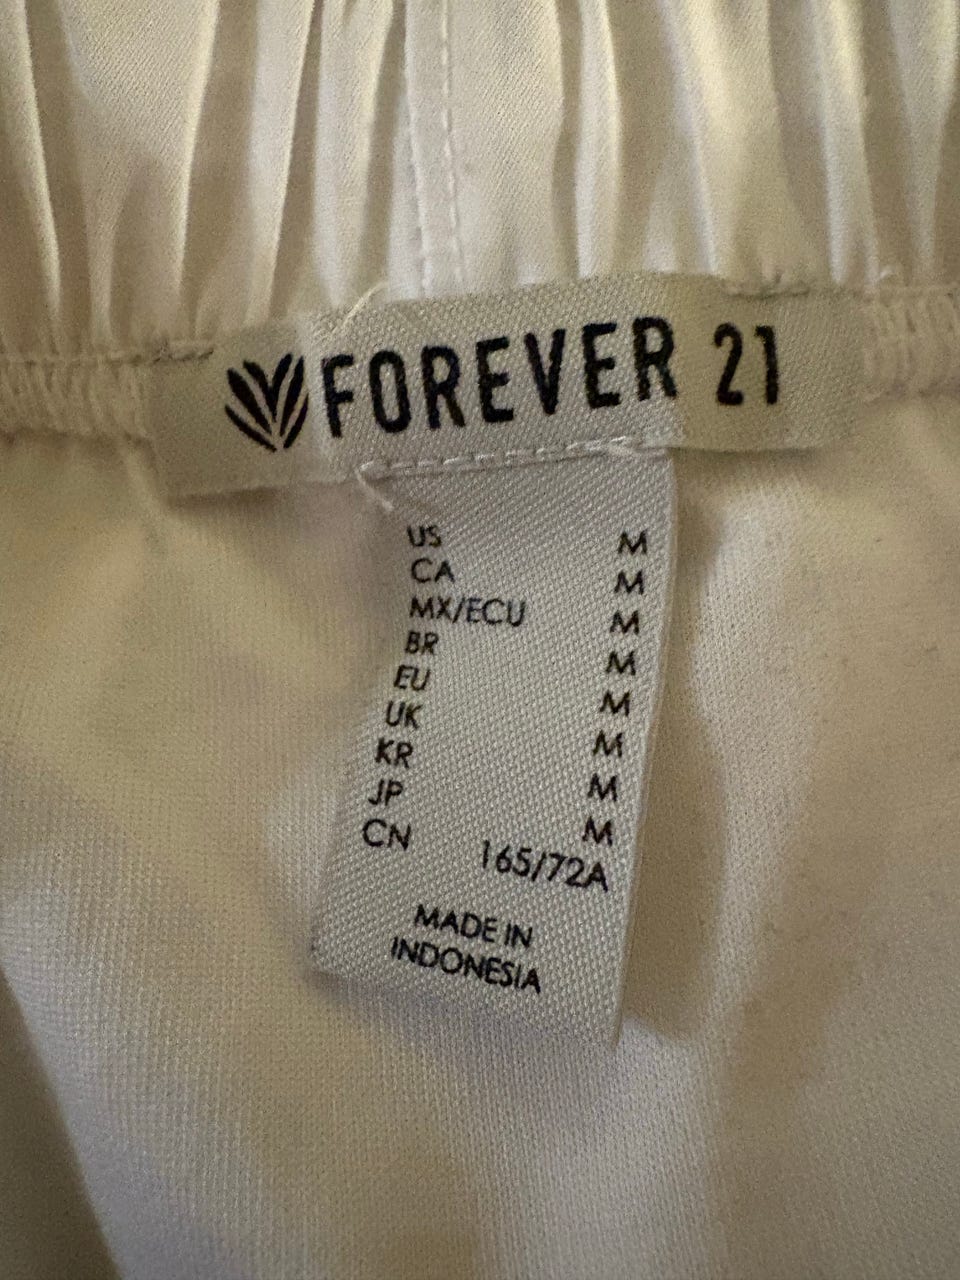 FOREVER 21
US M
CA M
MX/ECU M
BR M
EU M
UK M
KR M
JP M
CN 165/72A
MADE IN
INDONESIA